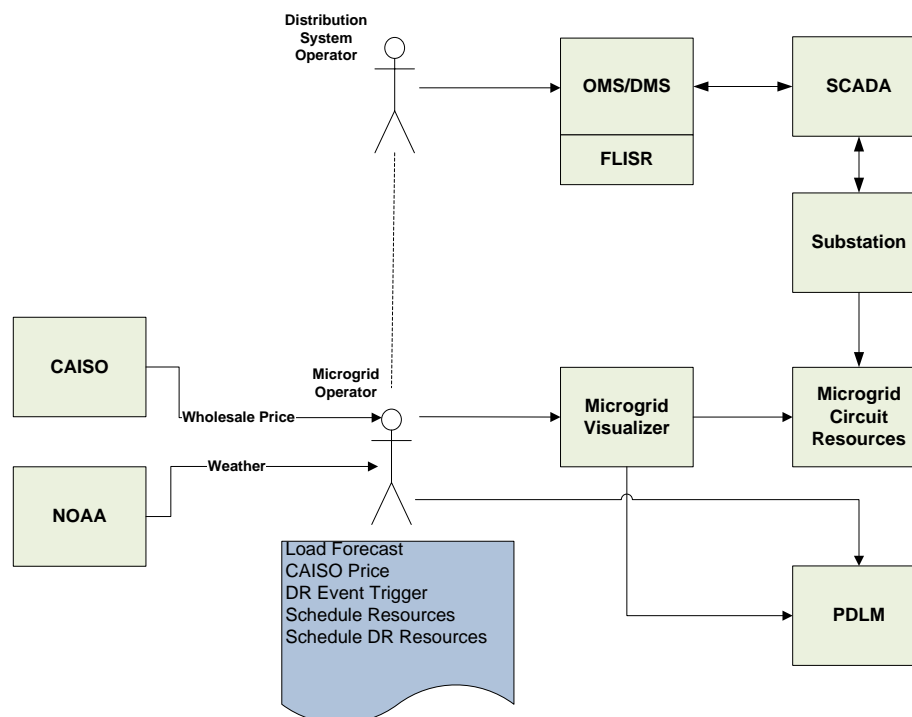 Distribution
System
Operator
OMS/DMS
SCADA
FLISR
Substation
CAISO
Wholesale Price
Microgrid
Operator
Microgrid
Visualizer
Microgrid
Circuit
Resources
NOAA
Weather
Load Forecast
CAISO Price
DR Event Trigger
Schedule Resources
Schedule DR Resources
PDLM